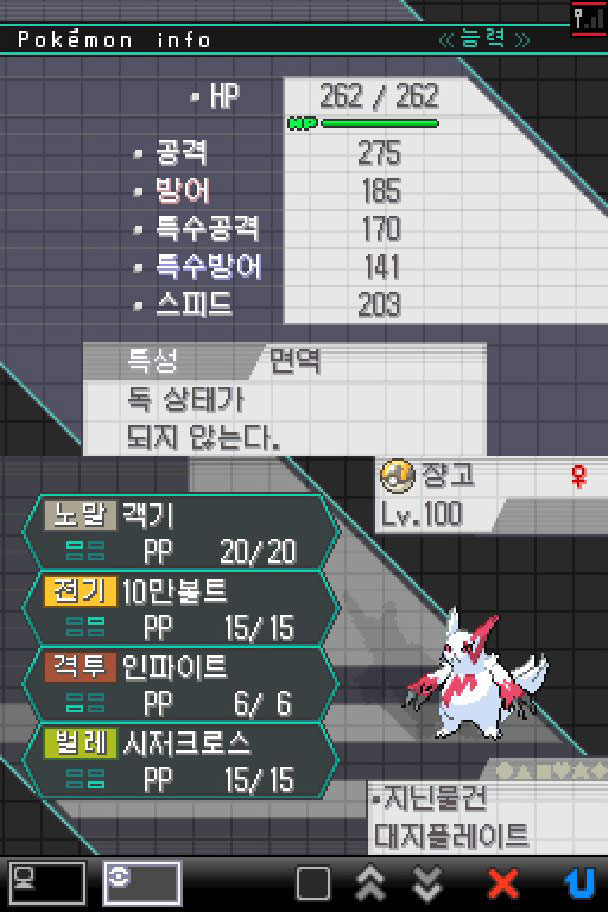 Pokémon info
≪능력≫
• HP 262 / 262
HP
• 공격 275
• 방어 185
• 특수공격 170
• 특수방어 141
• 스피드 203
특성 면역
독 상태가
되지 않는다.
쟝고 ♀
Lv.100
노말 객기
PP 20/20
전기 10만볼트
PP 15/15
격투 인파이트
PP 6/ 6
벌레 시저크로스
PP 15/15
•지닌물건
대지플레이트